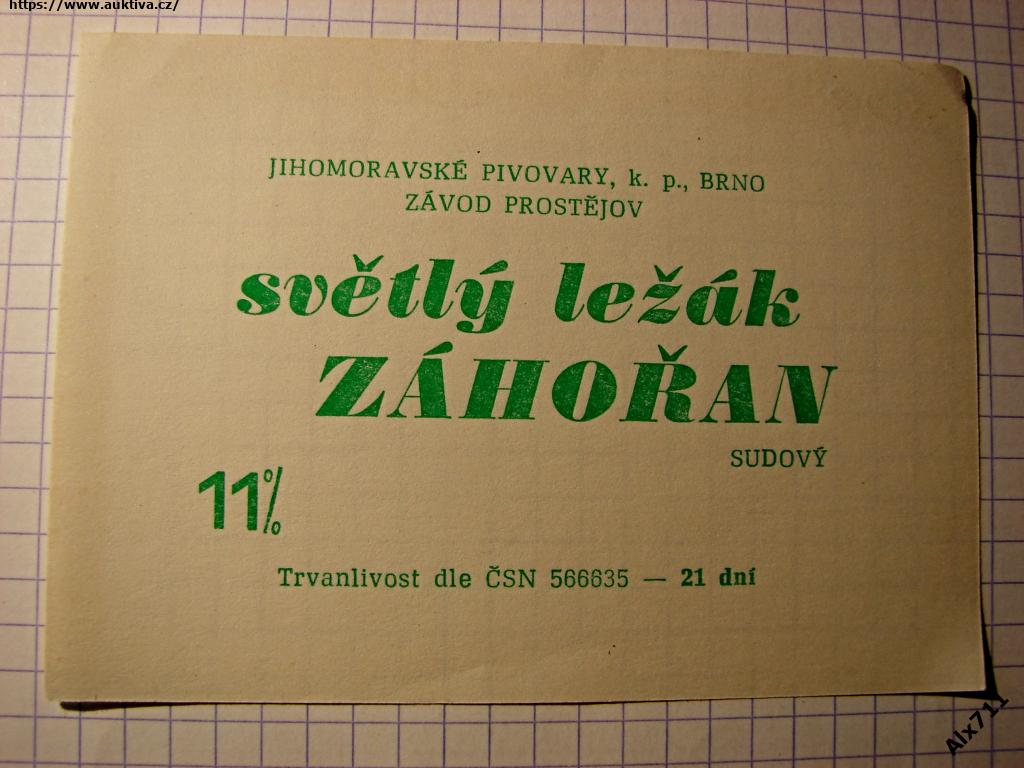 https://www.auktiva.cz/
JIHOMORAVSKÉ PIVOVARY, k. p., BRNO
ZÁVOD PROSTĚJOV
světlý ležák
ZÁHOŘAN
SUDOVÝ
11%
Trvanlivost dle ČSN 566635 — 21 dní
Alx711